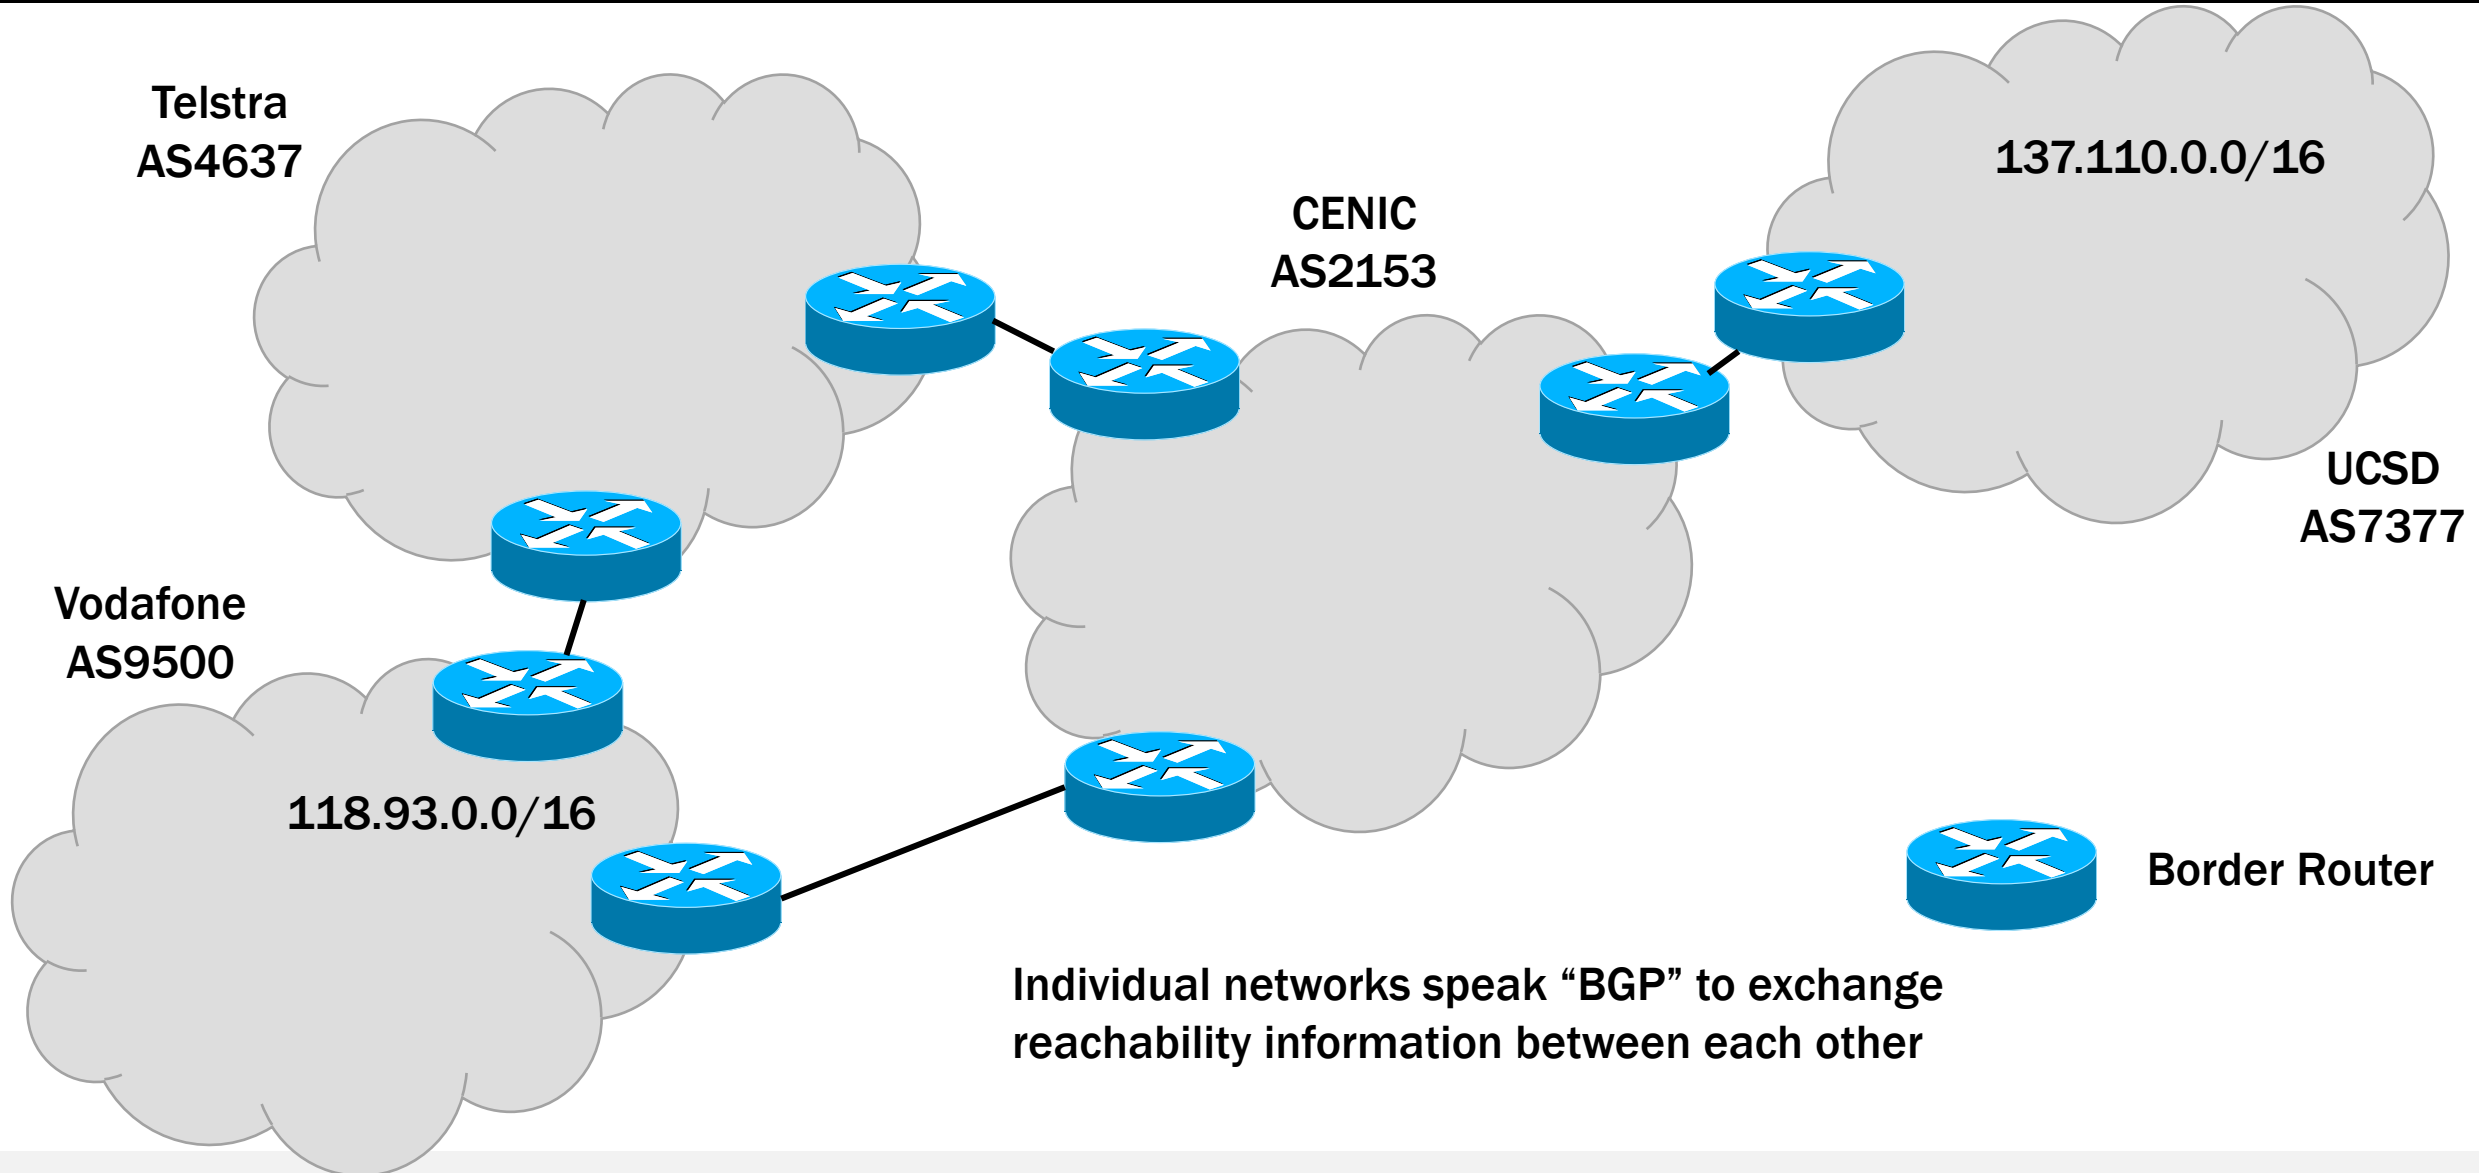 Telstra
AS4637
CENIC
AS2153
137.110.0.0/16
UCSD
AS7377
Vodafone
AS9500
118.93.0.0/16
Border Router
Individual networks speak “BGP” to exchange
reachability information between each other